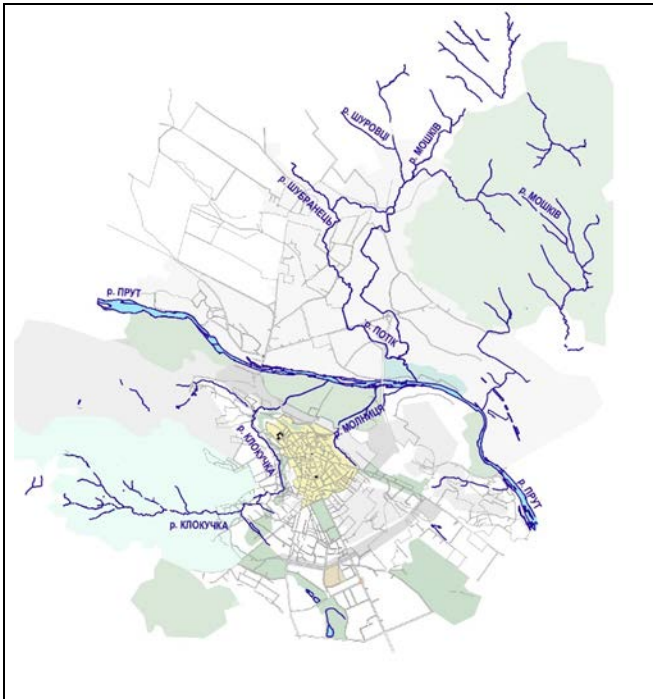 р. ШУРОВЦІ
р. МОШКІВ
р. ШУБРАНЕЦЬ
р. МОШКІВ
р. ПРУТ
р. ПОТІК
р. МОЛНИЦЯ
р. КЛОКУЧКА
р. ПРУТ
р. КЛОКУЧКА